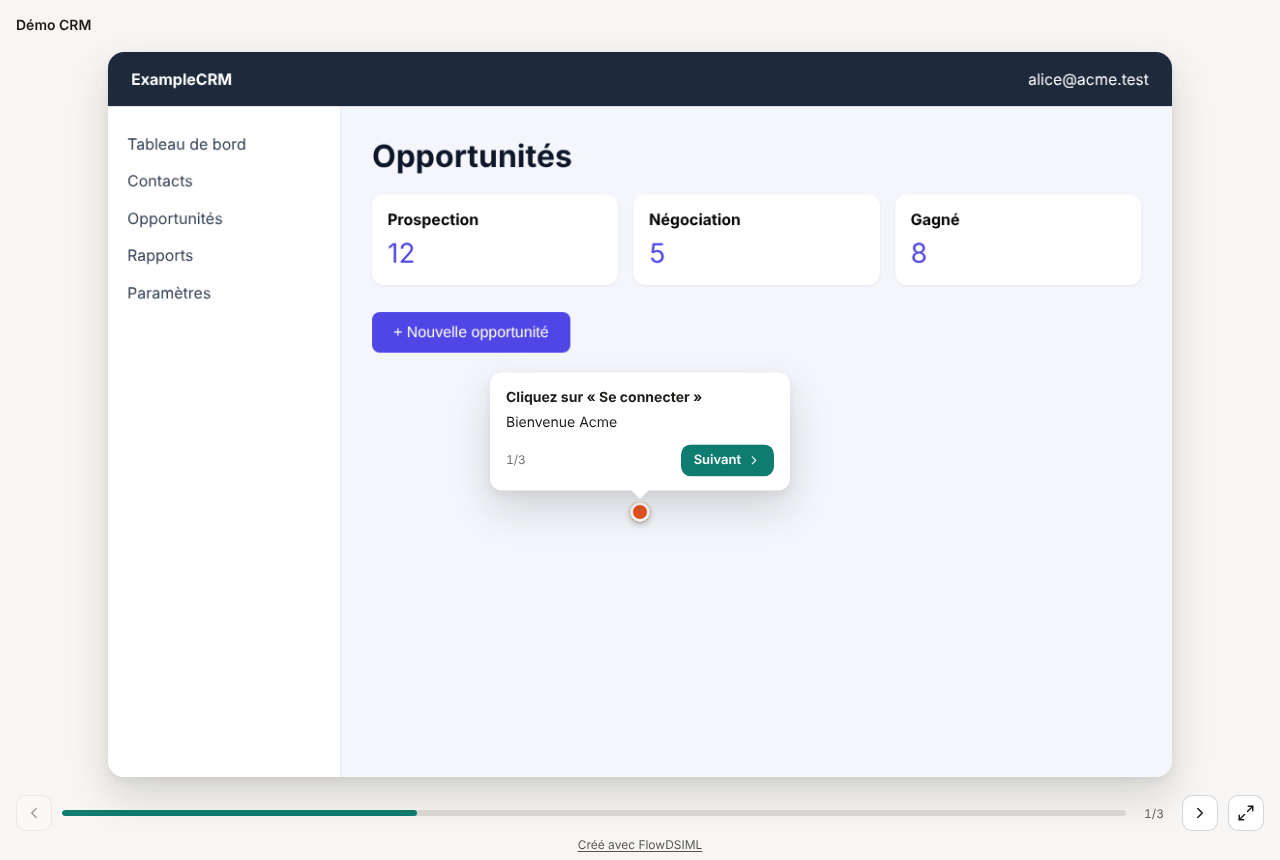 Démo CRM
ExampleCRM
alice@acme.test
Tableau de bord
Contacts
Opportunités
Rapports
Paramètres
Opportunités
Prospection
12
Négociation
5
Gagné
8
+ Nouvelle opportunité
Cliquez sur « Se connecter »
Bienvenue Acme
1/3
Suivant
1/3
Créé avec FlowDSIML